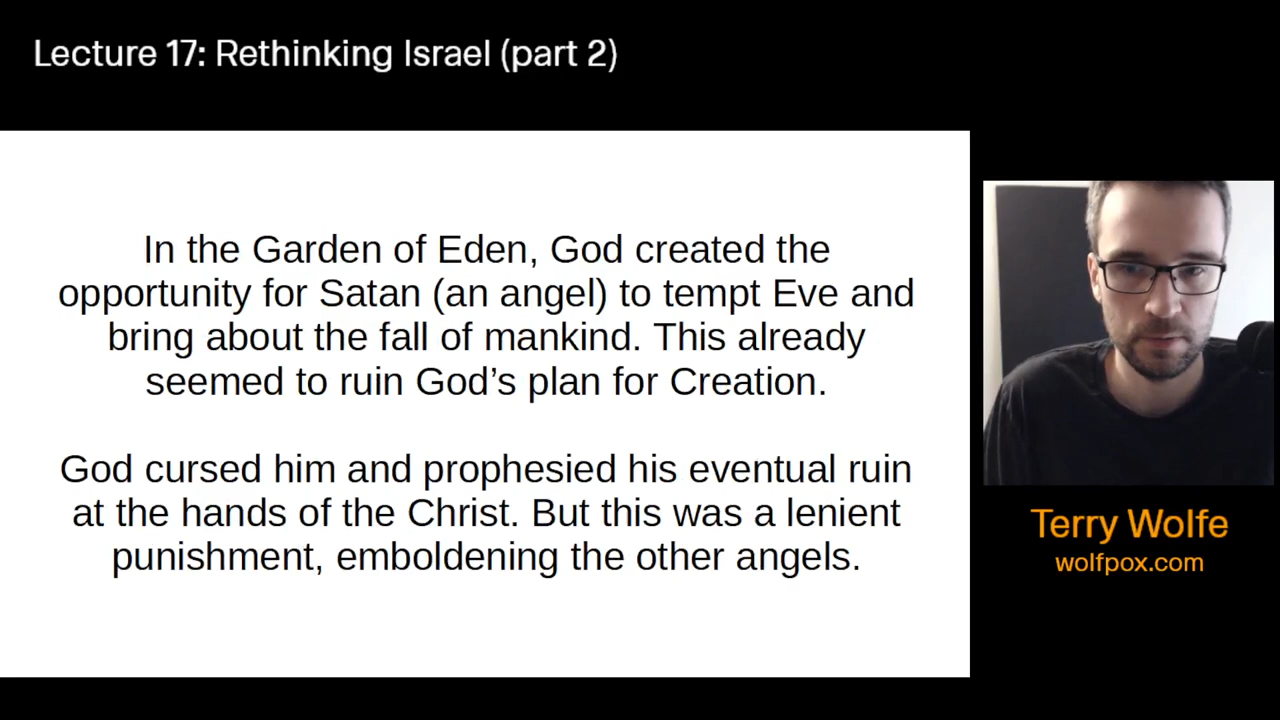 Lecture 17: Rethinking Israel (part 2)
In the Garden of Eden, God created the
opportunity for Satan (an angel) to tempt Eve and
bring about the fall of mankind. This already
seemed to ruin God’s plan for Creation.
God cursed him and prophesied his eventual ruin
at the hands of the Christ. But this was a lenient
punishment, emboldening the other angels.
Terry Wolfe
wolfpox.com